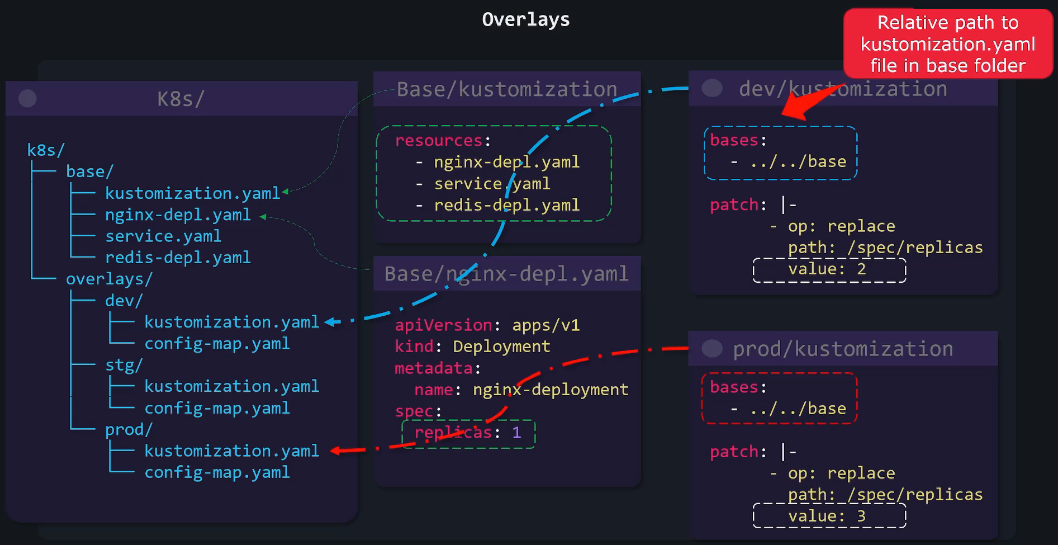 Overlays
Relative path to
kustomization.yaml
file in base folder
K8s/
k8s/
base/
kustomization.yaml
nginx-depl.yaml
service.yaml
redis-depl.yaml
overlays/
dev/
kustomization.yaml
config-map.yaml
stg/
kustomization.yaml
config-map.yaml
prod/
kustomization.yaml
config-map.yaml
Base/kustomization
resources:
- nginx-depl.yaml
- service.yaml
- redis-depl.yaml
Base/nginx-depl.yaml
apiVersion: apps/v1
kind: Deployment
metadata:
name: nginx-deployment
spec:
replicas: 1
dev/kustomization
bases:
- ../../base
patch: |-
- op: replace
path: /spec/replicas
value: 2
prod/kustomization
bases:
- ../../base
patch: |-
- op: replace
path: /spec/replicas
value: 3